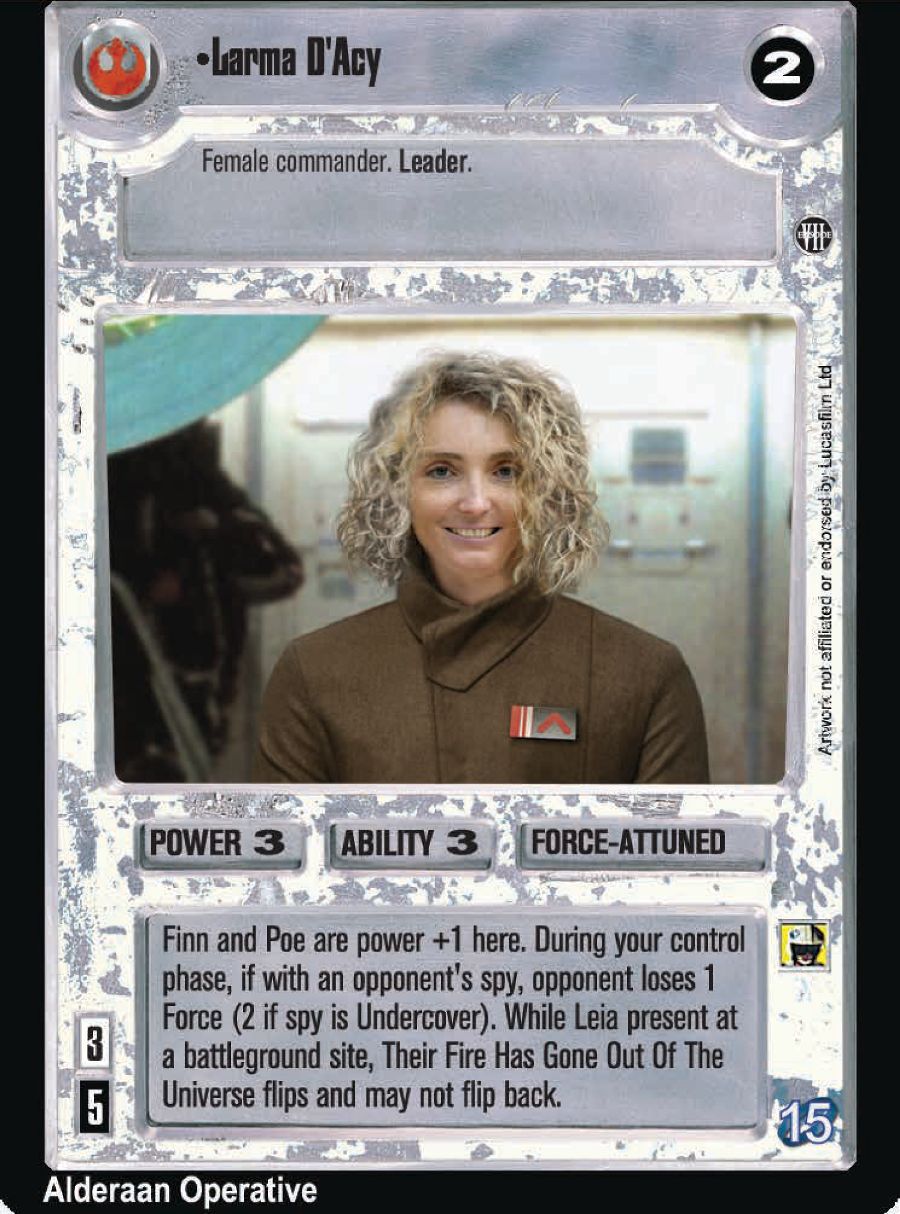 •Larma D'Acy
2
Female commander. Leader.
EPISODE
VII
Artwork not affiliated or endorsed by Lucasfilm Ltd
POWER 3
ABILITY 3
FORCE-ATTUNED
Finn and Poe are power +1 here. During your control
phase, if with an opponent's spy, opponent loses 1
Force (2 if spy is Undercover). While Leia present at
a battleground site, Their Fire Has Gone Out Of The
Universe flips and may not flip back.
3
5
15
Alderaan Operative